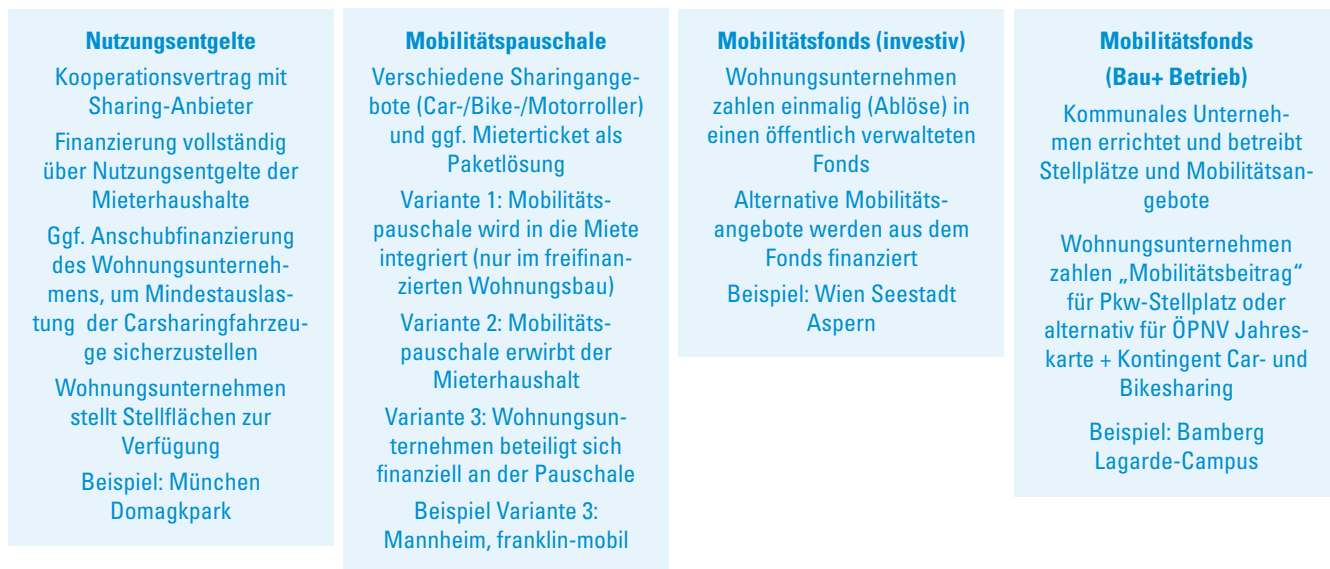 Nutzungsentgelte
Kooperationsvertrag mit
Sharing-Anbieter
Finanzierung vollständig
über Nutzungsentgelte der
Mieterhaushalte
Ggf. Anschubfinanzierung
des Wohnungsunterneh-
mens, um Mindestauslas-
tung der Carsharingfahrzeu-
ge sicherzustellen
Wohnungsunternehmen
stellt Stellflächen zur
Verfügung
Beispiel: München
Domagkpark
Mobilitätspauschale
Verschiedene Sharingange-
bote (Car-/Bike-/Motorroller)
und ggf. Mieterticket als
Paketlösung
Variante 1: Mobilitäts-
pauschale wird in die Miete
integriert (nur im freifinan-
zierten Wohnungsbau)
Variante 2: Mobilitäts-
pauschale erwirbt der
Mieterhaushalt
Variante 3: Wohnungsun-
ternehmen beteiligt sich
finanziell an der Pauschale
Beispiel Variante 3:
Mannheim, franklin-mobil
Mobilitätsfonds (investiv)
Wohnungsunternehmen
zahlen einmalig (Ablöse) in
einen öffentlich verwalteten
Fonds
Alternative Mobilitäts-
angebote werden aus dem
Fonds finanziert
Beispiel: Wien Seestadt
Aspern
Mobilitätsfonds
(Bau+ Betrieb)
Kommunales Unterneh-
men errichtet und betreibt
Stellplätze und Mobilitätsan-
gebote
Wohnungsunternehmen
zahlen „Mobilitätsbeitrag“
für Pkw-Stellplatz oder
alternativ für ÖPNV Jahres-
karte + Kontingent Car- und
Bikesharing
Beispiel: Bamberg
Lagarde-Campus